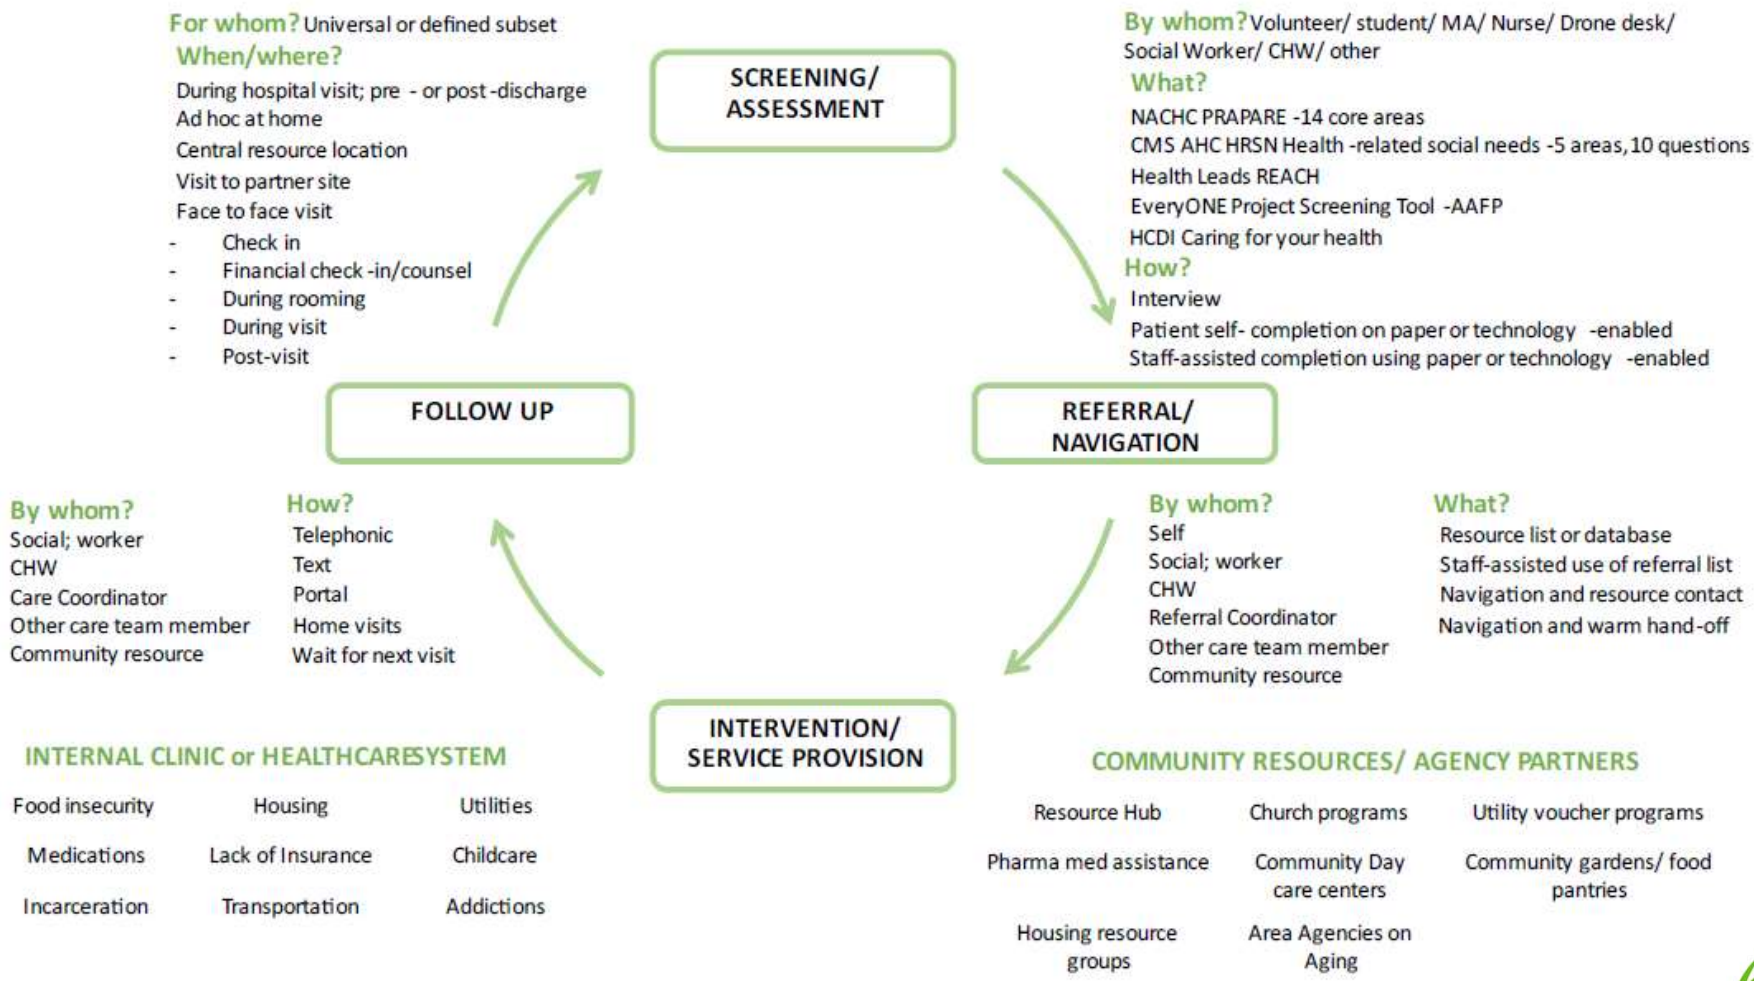 For whom? Universal or defined subset
When/where?
During hospital visit; pre - or post -discharge
Ad hoc at home
Central resource location
Visit to partner site
Face to face visit
- Check in
- Financial check -in/counsel
- During rooming
- During visit
- Post-visit
SCREENING/
ASSESSMENT
By whom? Volunteer/ student/ MA/ Nurse/ Drone desk/
Social Worker/ CHW/ other
What?
NACHC PRAPARE -14 core areas
CMS AHC HRSN Health -related social needs -5 areas, 10 questions
Health Leads REACH
EveryONE Project Screening Tool -AAFP
HCDI Caring for your health
How?
Interview
Patient self- completion on paper or technology -enabled
Staff-assisted completion using paper or technology -enabled
FOLLOW UP
REFERRAL/
NAVIGATION
By whom?
Social; worker
CHW
Care Coordinator
Other care team member
Community resource
How?
Telephonic
Text
Portal
Home visits
Wait for next visit
By whom?
Self
Social; worker
CHW
Referral Coordinator
Other care team member
Community resource
What?
Resource list or database
Staff-assisted use of referral list
Navigation and resource contact
Navigation and warm hand-off
INTERVENTION/
SERVICE PROVISION
INTERNAL CLINIC or HEALTHCARESYSTEM
Food insecurity Housing Utilities
Medications Lack of Insurance Childcare
Incarceration Transportation Addictions
COMMUNITY RESOURCES/ AGENCY PARTNERS
Resource Hub Church programs Utility voucher programs
Pharma med assistance Community Day Community gardens/ food
care centers pantries
Housing resource Area Agencies on
groups Aging